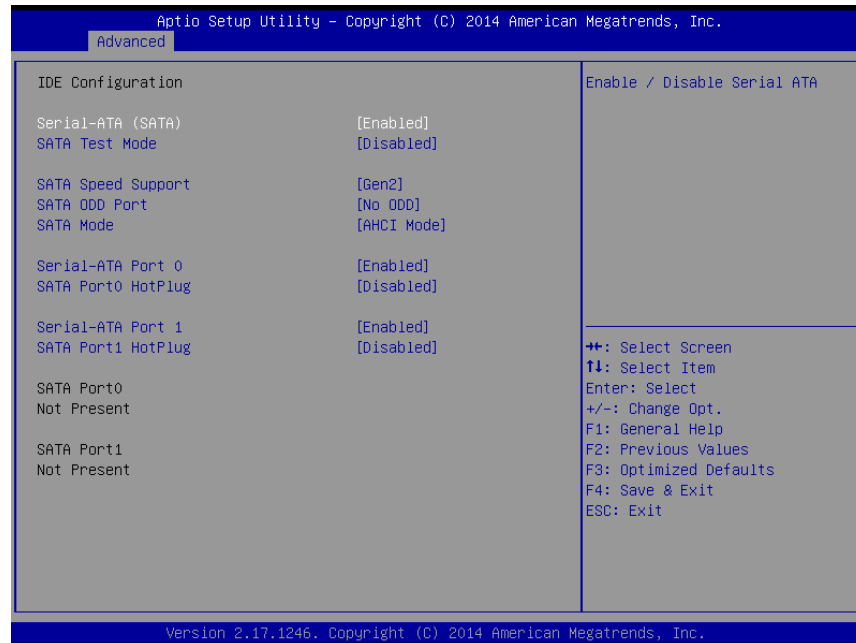 Aptio Setup Utility – Copyright (C) 2014 American Megatrends, Inc.
Advanced
IDE Configuration
Serial-ATA (SATA) [Enabled]
SATA Test Mode [Disabled]
SATA Speed Support [Gen2]
SATA ODD Port [No ODD]
SATA Mode [AHCI Mode]
Serial-ATA Port 0 [Enabled]
SATA Port0 HotPlug [Disabled]
Serial-ATA Port 1 [Enabled]
SATA Port1 HotPlug [Disabled]
SATA Port0
Not Present
SATA Port1
Not Present
Enable / Disable Serial ATA
→←: Select Screen
↑↓: Select Item
Enter: Select
+/-: Change Opt.
F1: General Help
F2: Previous Values
F3: Optimized Defaults
F4: Save & Exit
ESC: Exit
Version 2.17.1246. Copyright (C) 2014 American Megatrends, Inc.